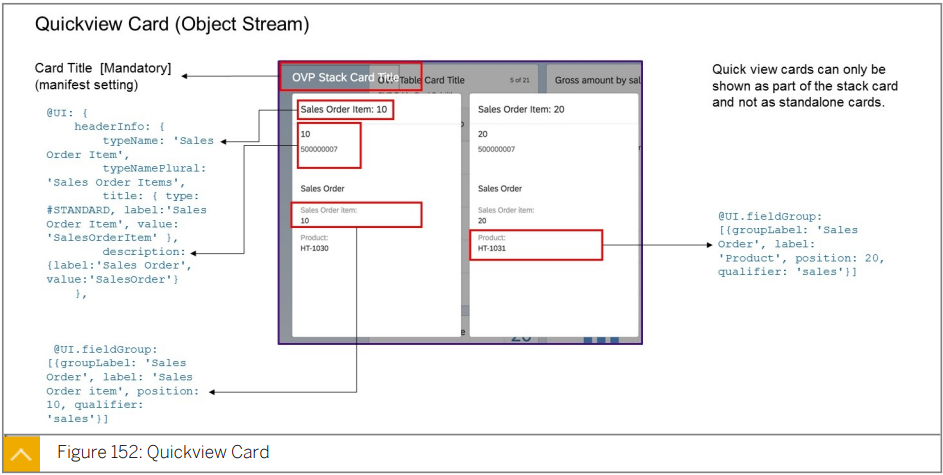 Quickview Card (Object Stream)
Card Title [Mandatory]
(manifest setting)
@UI: {
headerInfo: {
typeName: 'Sales
Order Item',
typeNamePlural:
'Sales Order Items',
title: { type:
#STANDARD, label:'Sales
Order Item', value:
'SalesOrderItem' },
description:
{label:'Sales Order',
value:'SalesOrder'}
},
@UI.fieldGroup:
[{groupLabel: 'Sales
Order', label: 'Sales
Order item', position:
10, qualifier:
'sales'}]
OVP Stack Card Title
Table Card Title
5 of 21
Gross amount by sal
Sales Order Item: 10
10
500000007
Sales Order
Sales Order item:
10
Product:
HT-1030
Sales Order Item: 20
20
500000007
Sales Order
Sales Order item:
20
Product:
HT-1031
Quick view cards can only be
shown as part of the stack card
and not as standalone cards.
@UI.fieldGroup:
[{groupLabel: 'Sales
Order', label:
'Product', position: 20,
qualifier: 'sales'}]
Figure 152: Quickview Card